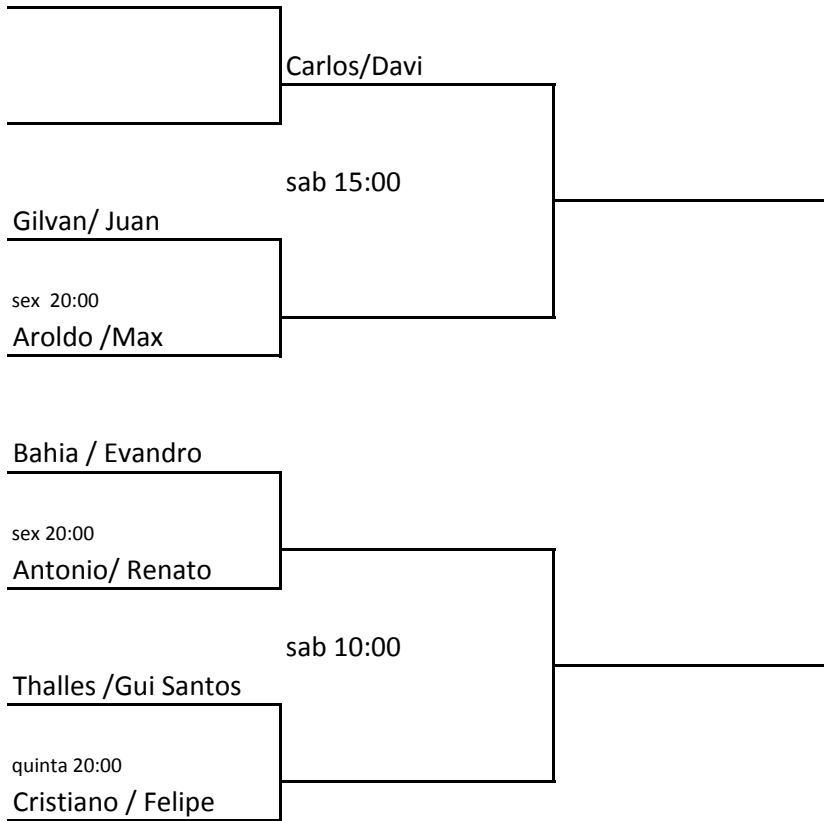 Carlos/Davi
sab 15:00
Gilvan/ Juan
sex  20:00
Aroldo /Max
Bahia / Evandro
sex 20:00
Antonio/ Renato
sab 10:00
Thalles /Gui Santos
quinta 20:00
Cristiano / Felipe